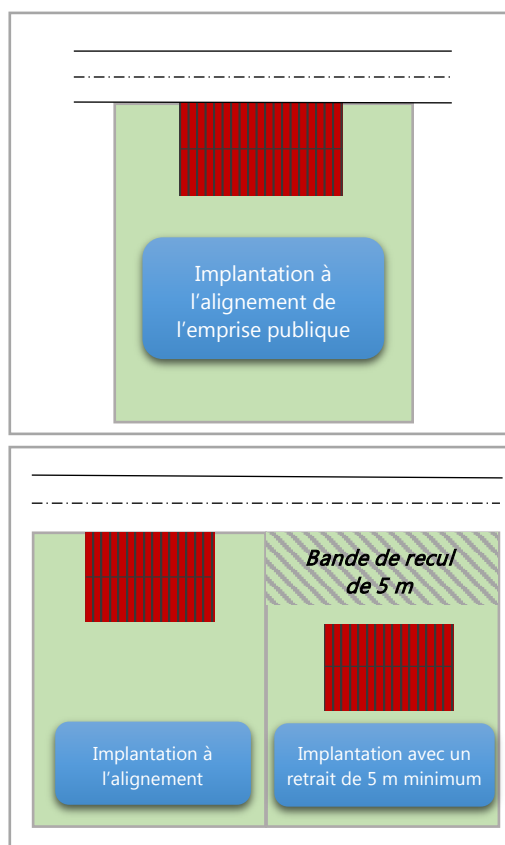 Implantation à
l'alignement de
l'emprise publique
Bande de recul
de 5 m
Implantation à
l'alignement
Implantation avec un
retrait de 5 m minimum